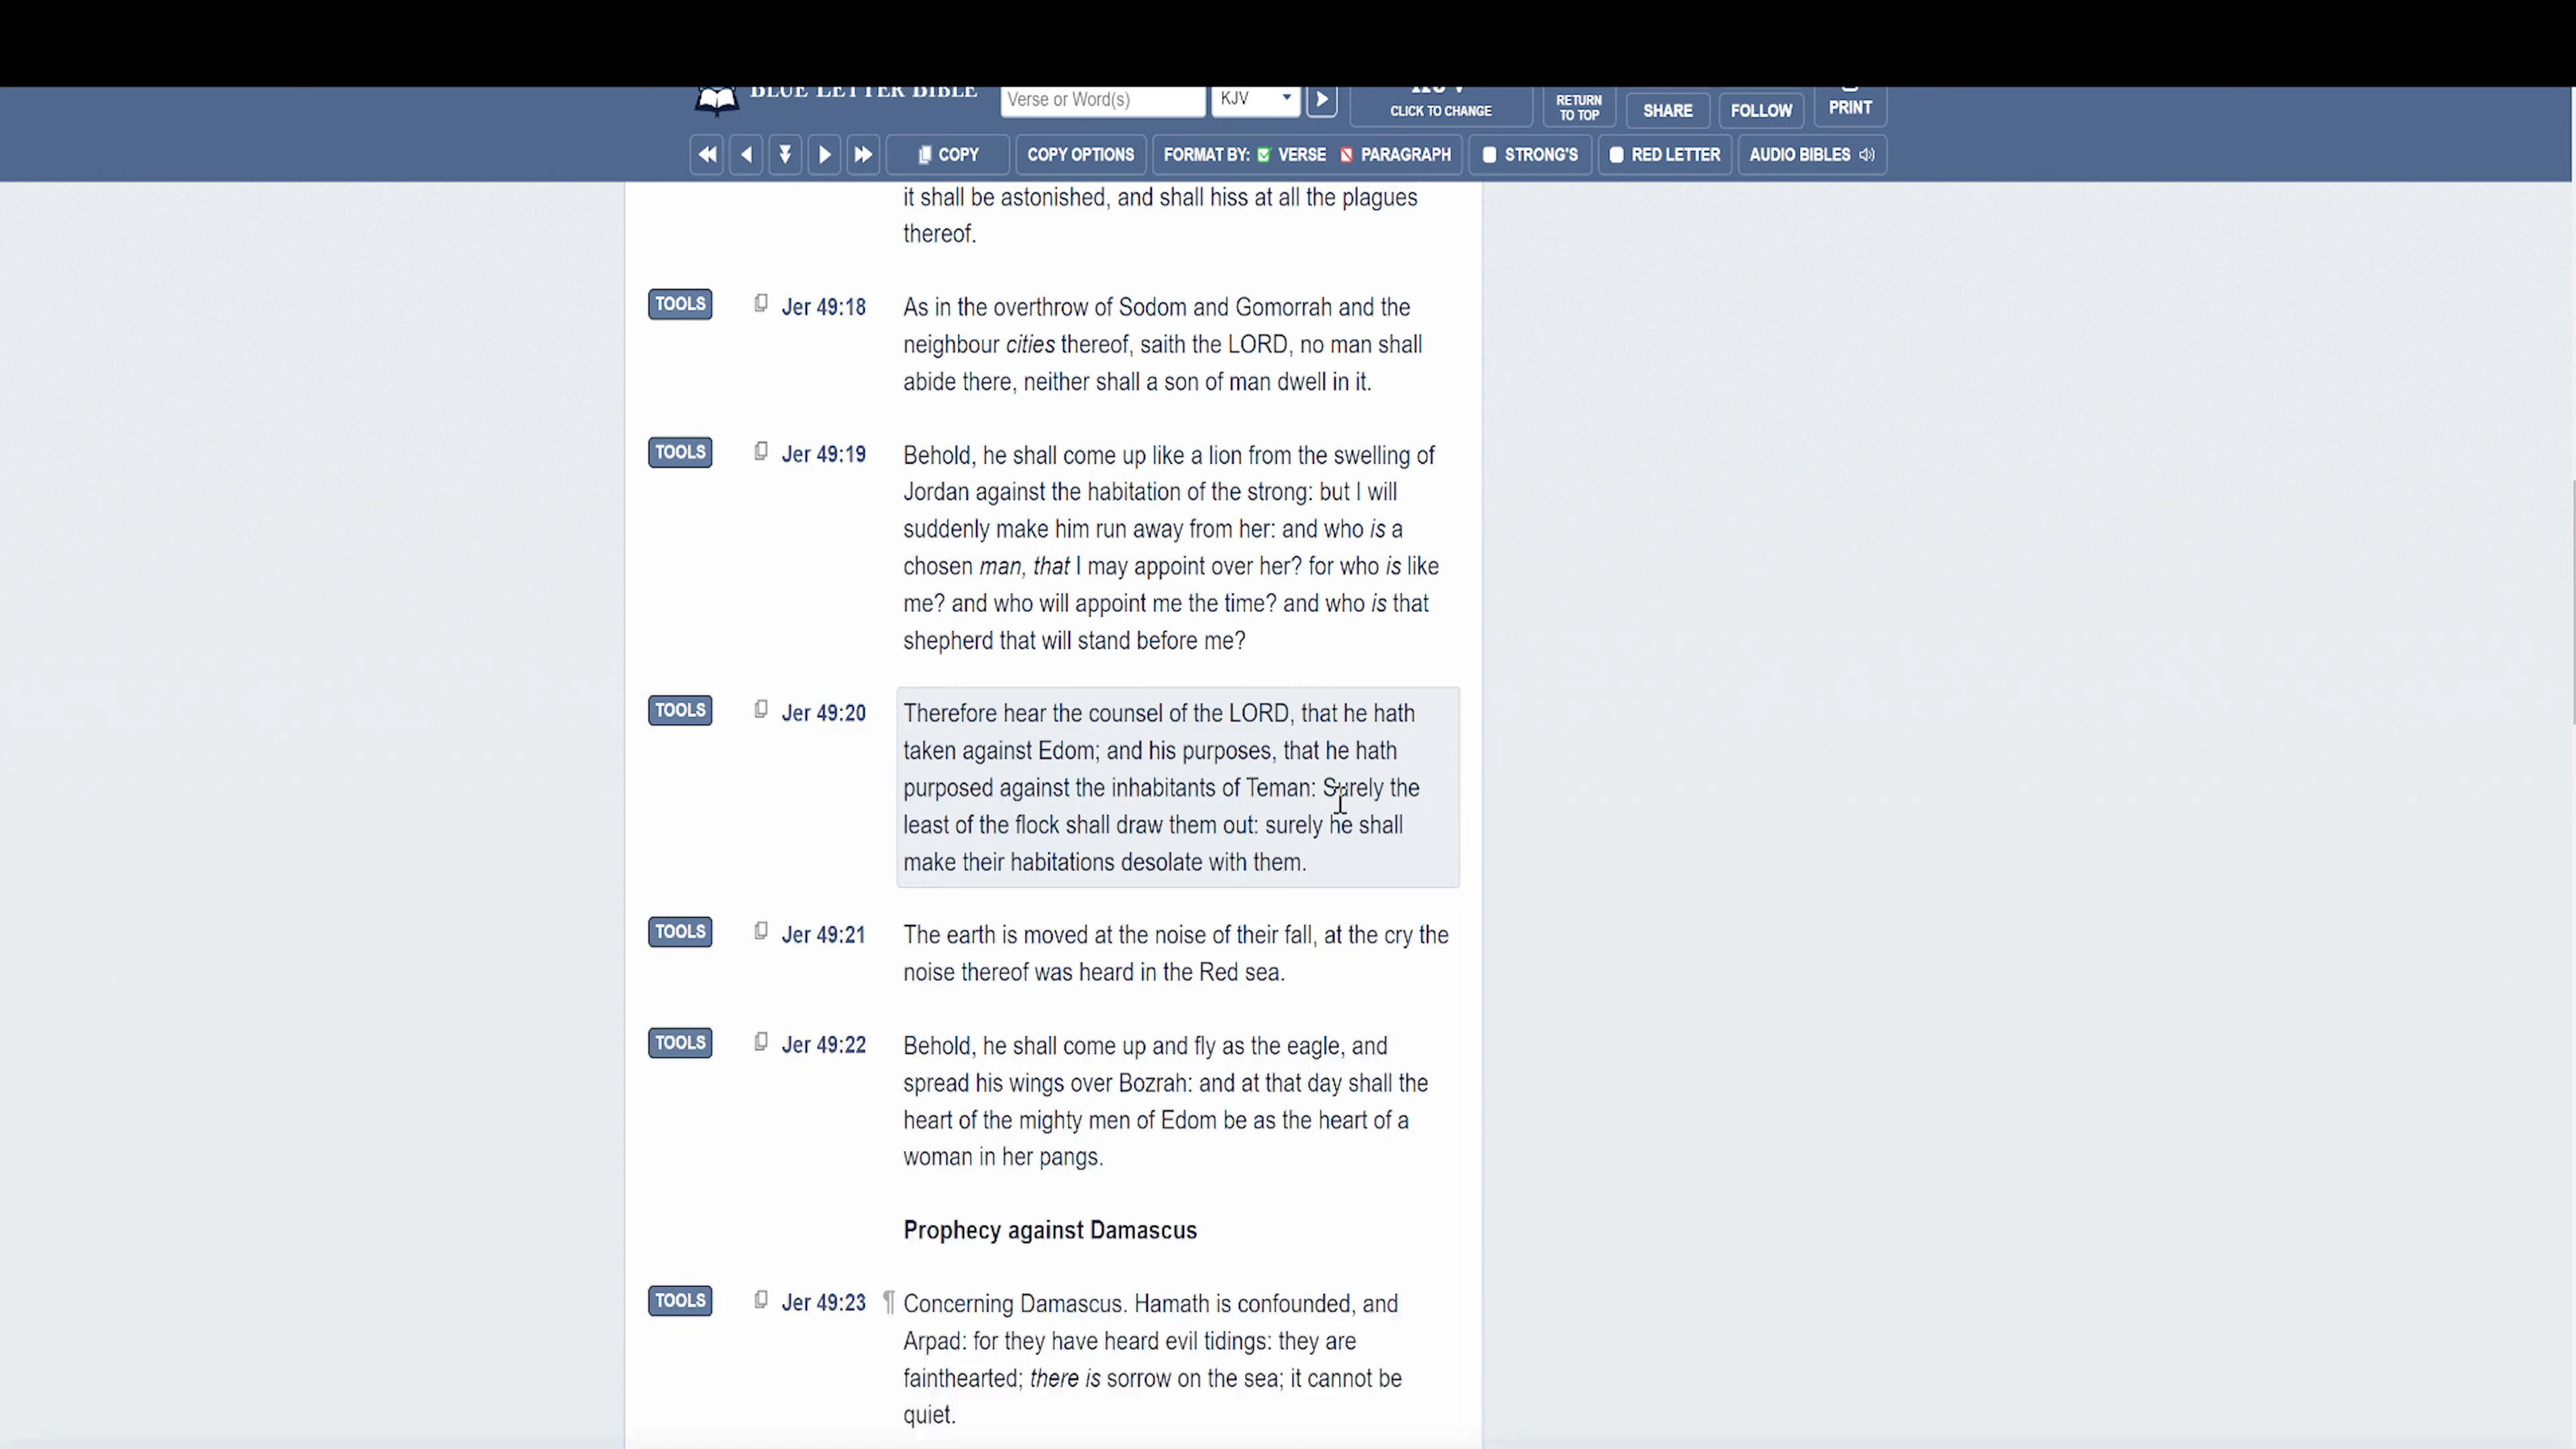 BLUE LETTER BIBLE
Verse or Word(s)
KJV
CLICK TO CHANGE
RETURN
TO TOP
SHARE
FOLLOW
PRINT
COPY
COPY OPTIONS
FORMAT BY: VERSE PARAGRAPH
STRONG'S
RED LETTER
AUDIO BIBLES
it shall be astonished, and shall hiss at all the plagues
thereof.
TOOLS Jer 49:18 As in the overthrow of Sodom and Gomorrah and the
neighbour cities thereof, saith the LORD, no man shall
abide there, neither shall a son of man dwell in it.
TOOLS Jer 49:19 Behold, he shall come up like a lion from the swelling of
Jordan against the habitation of the strong: but I will
suddenly make him run away from her: and who is a
chosen man, that I may appoint over her? for who is like
me? and who will appoint me the time? and who is that
shepherd that will stand before me?
TOOLS Jer 49:20 Therefore hear the counsel of the LORD, that he hath
taken against Edom; and his purposes, that he hath
purposed against the inhabitants of Teman: Surely the
least of the flock shall draw them out: surely he shall
make their habitations desolate with them.
TOOLS Jer 49:21 The earth is moved at the noise of their fall, at the cry the
noise thereof was heard in the Red sea.
TOOLS Jer 49:22 Behold, he shall come up and fly as the eagle, and
spread his wings over Bozrah: and at that day shall the
heart of the mighty men of Edom be as the heart of a
woman in her pangs.
Prophecy against Damascus
TOOLS Jer 49:23 ¶ Concerning Damascus. Hamath is confounded, and
Arpad: for they have heard evil tidings: they are
fainthearted; there is sorrow on the sea; it cannot be
quiet.